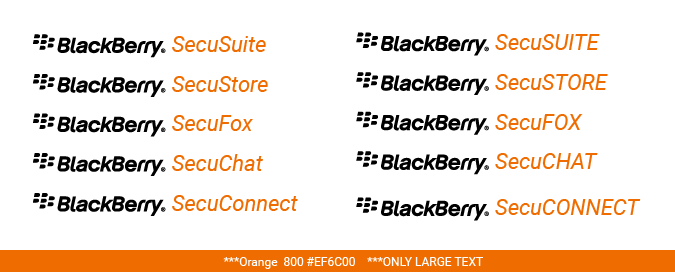 BlackBerry® SecuSuite
BlackBerry® SecuStore
BlackBerry® SecuFox
BlackBerry® SecuChat
BlackBerry® SecuConnect
BlackBerry® SecuSUITE
BlackBerry® SecuSTORE
BlackBerry® SecuFOX
BlackBerry® SecuCHAT
BlackBerry® SecuCONNECT
***Orange 800 #EF6C00 ***ONLY LARGE TEXT